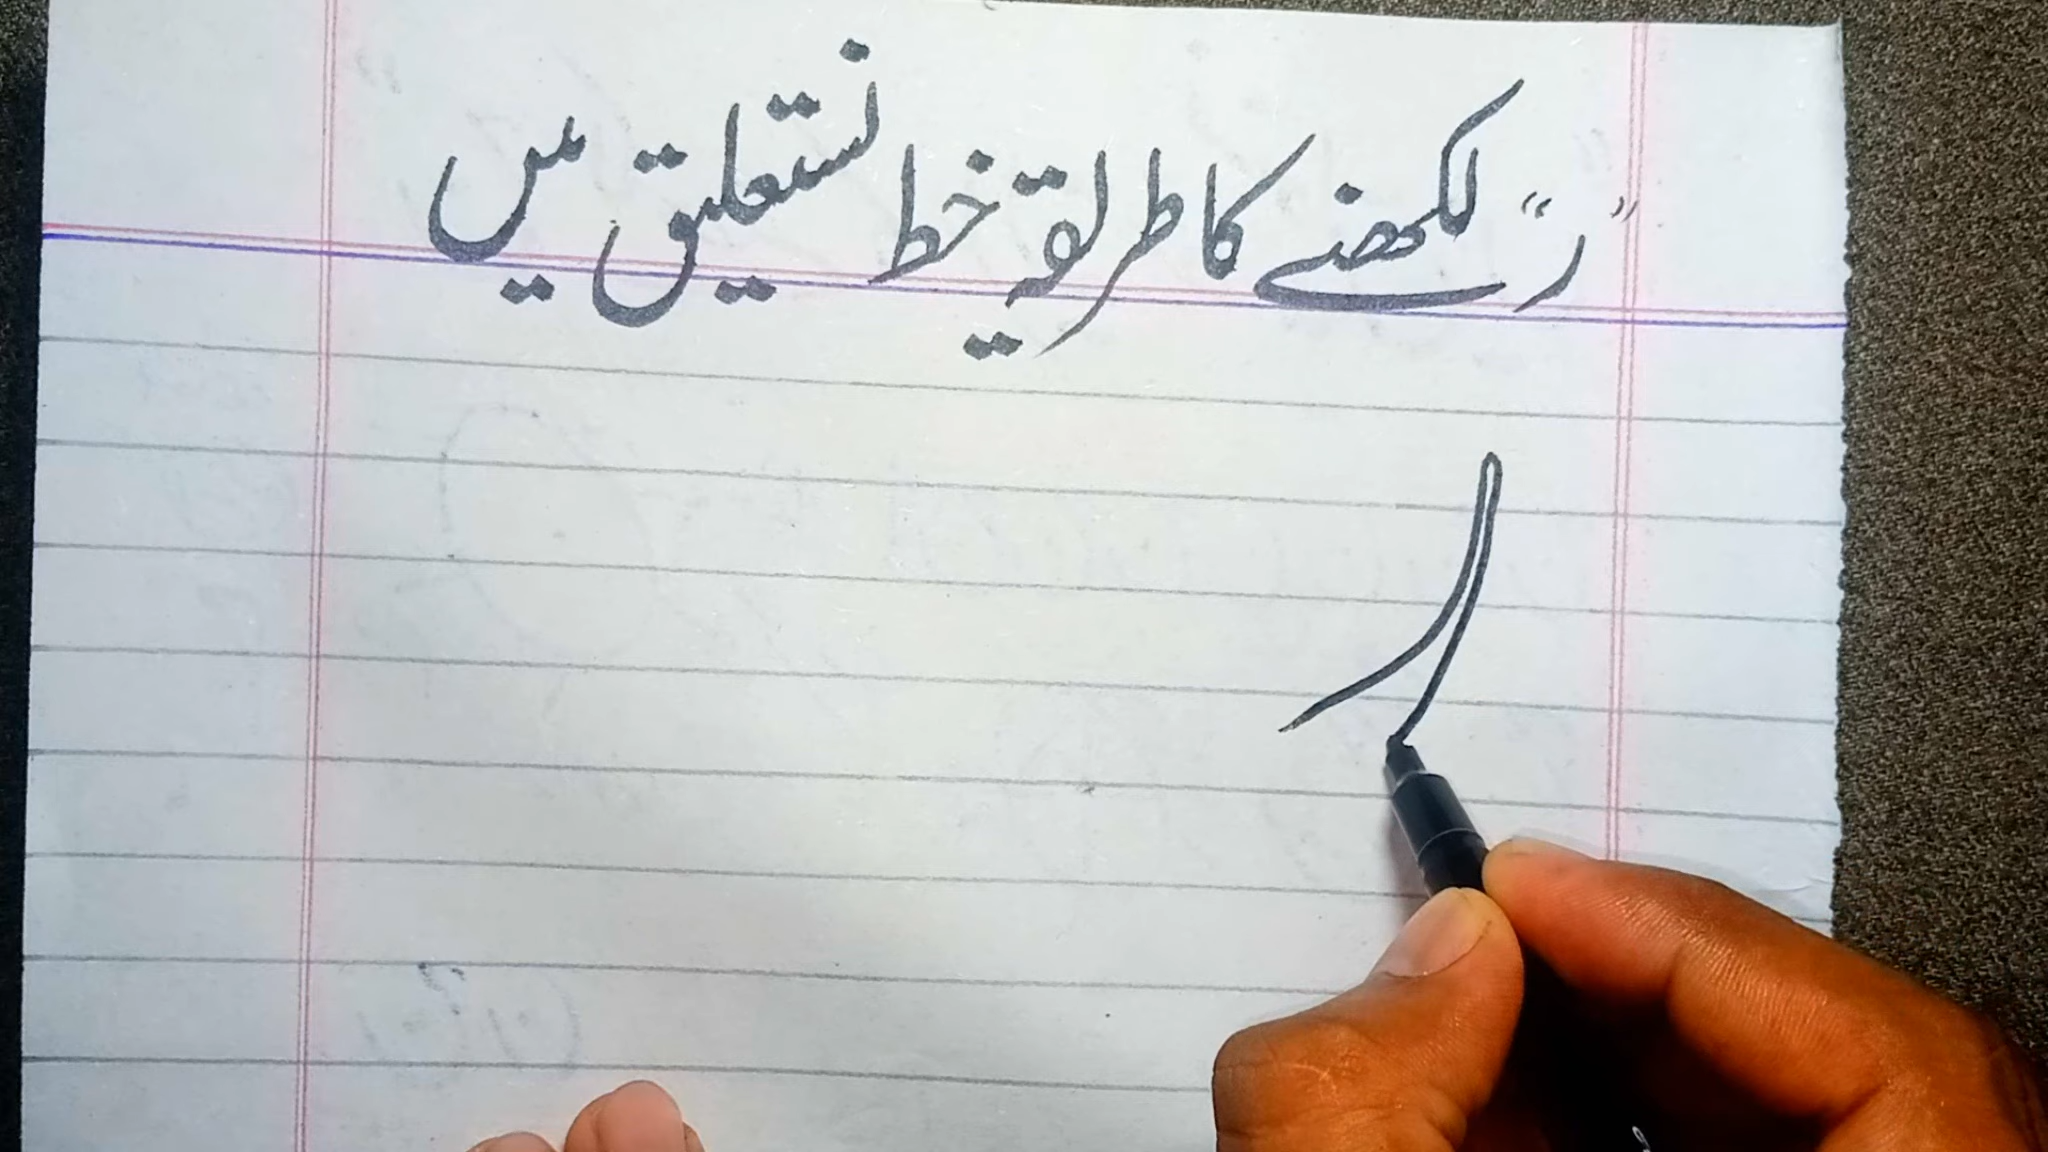 "ر" لکھنے کا طریقہ خط نستعلیق میں
ر